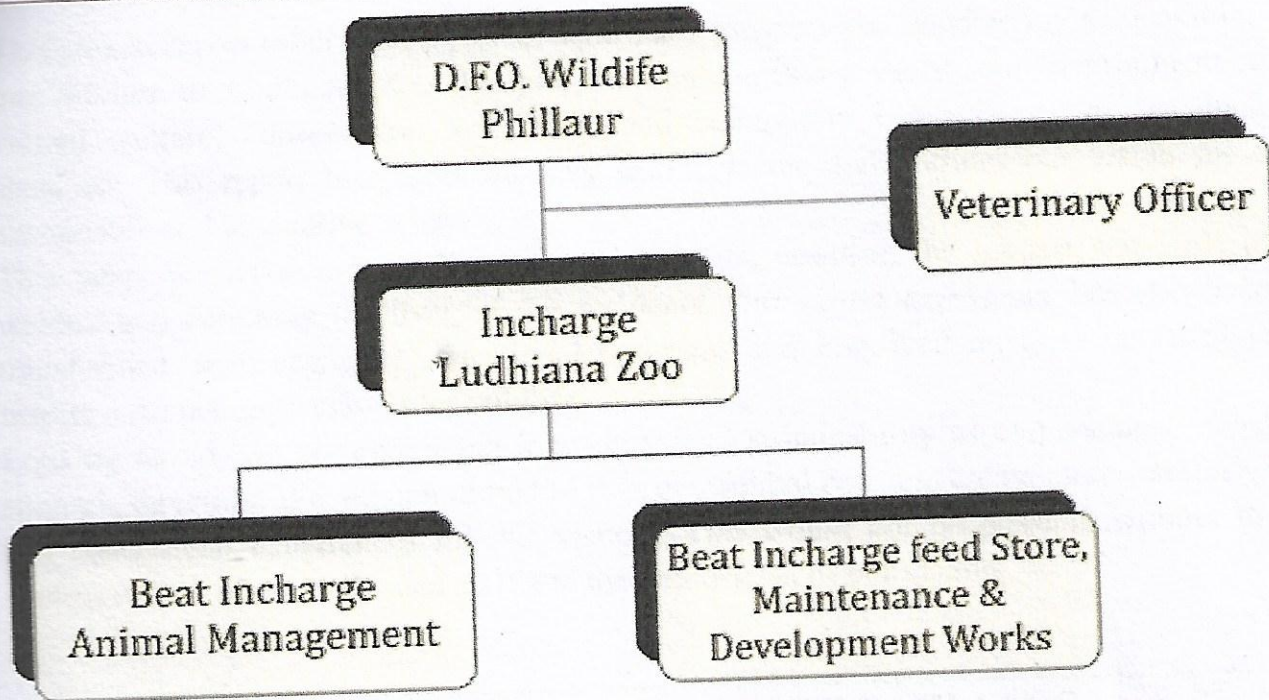 D.F.O. Wildife
Phillaur
Veterinary Officer
Incharge
Ludhiana Zoo
Beat Incharge
Animal Management
Beat Incharge feed Store,
Maintenance &
Development Works